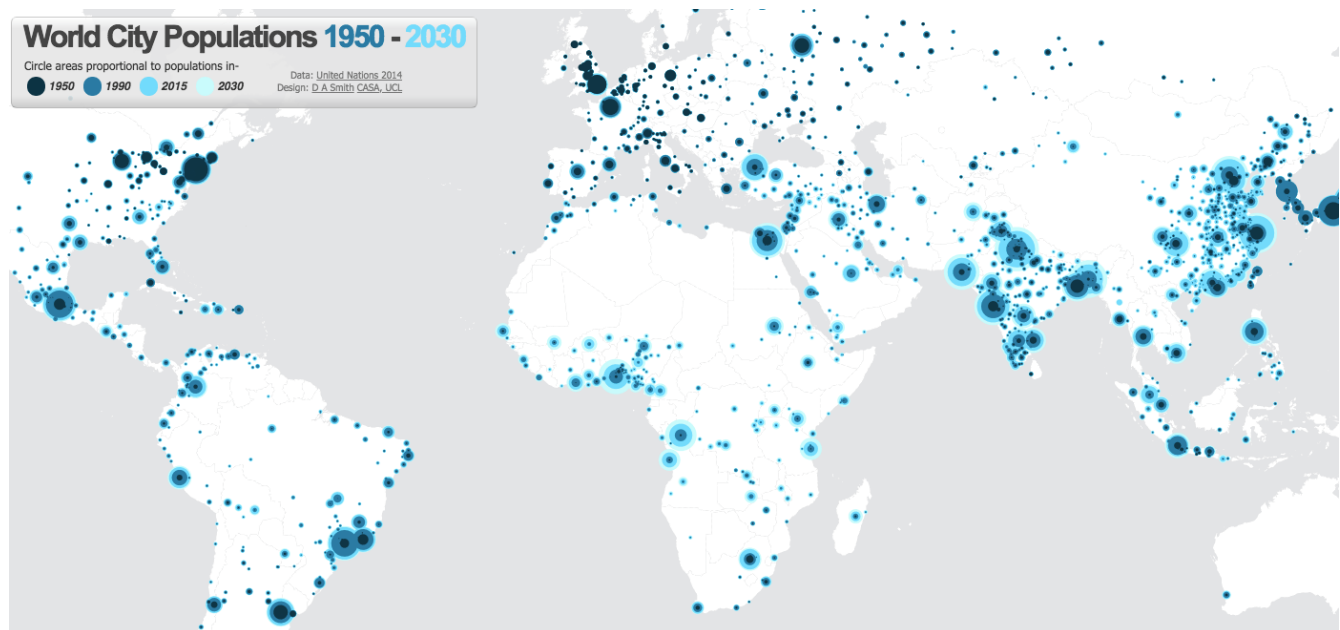 World City Populations 1950 - 2030
Circle areas proportional to populations in-
1950 1990 2015 2030
Data: United Nations 2014
Design: D A Smith CASA, UCL